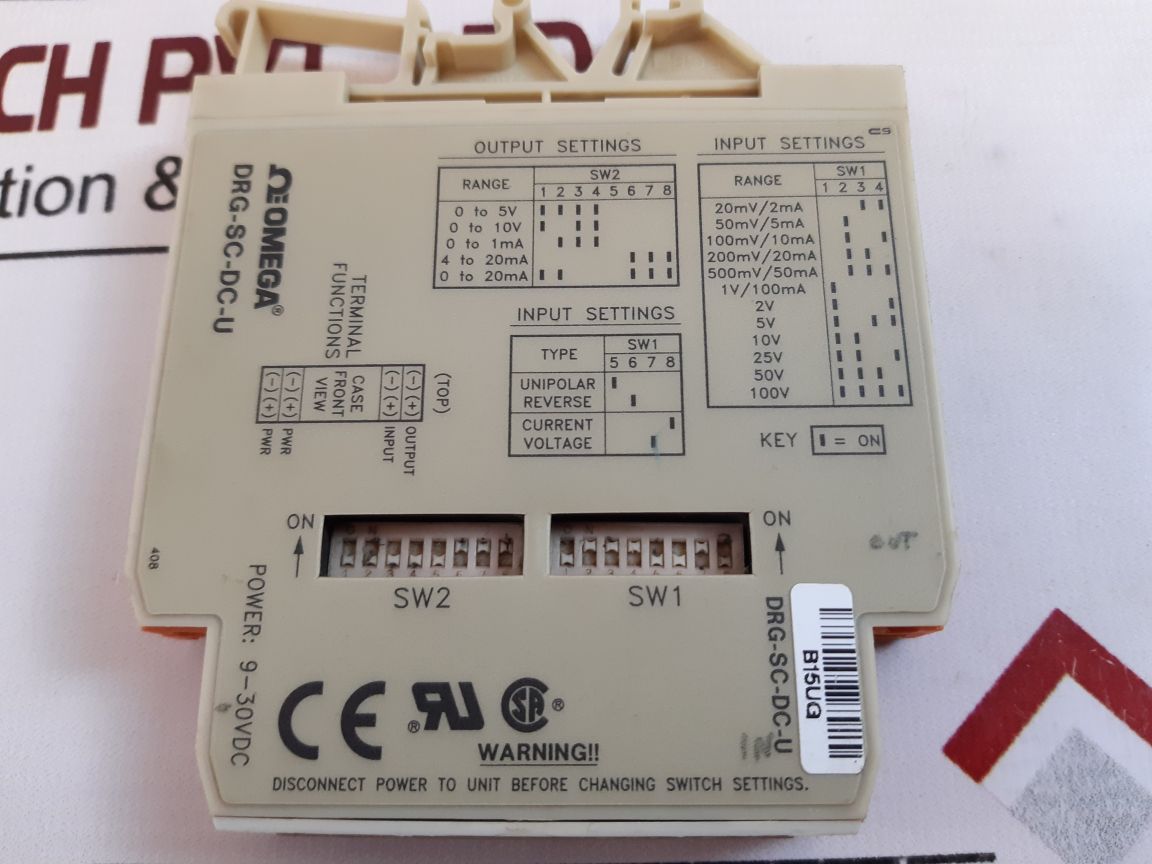 CH PVT
tion &
ΩEOMEGA®
DRG-SC-DC-U
TERMINAL
FUNCTIONS
(TOP)
(-)(+) OUTPUT
(-)(+) INPUT
CASE
FRONT
VIEW
(-)(+) PWR
(-)(+) PWR
OUTPUT SETTINGS
RANGE SW2
1 2 3 4 5 6 7 8
0 to 5V
0 to 10V
0 to 1mA
4 to 20mA
0 to 20mA
INPUT SETTINGS
TYPE SW1
5 6 7 8
UNIPOLAR
REVERSE
CURRENT
VOLTAGE
INPUT SETTINGS
RANGE SW1
1 2 3 4
20mV/2mA
50mV/5mA
100mV/10mA
200mV/20mA
500mV/50mA
1V/100mA
2V
5V
10V
25V
50V
100V
KEY = ON
ON
ON
SW2
SW1
OUT
408
POWER: 9-30VDC
DRG-SC-DC-U
B15UG
CE
®
®
WARNING!!
DISCONNECT POWER TO UNIT BEFORE CHANGING SWITCH SETTINGS.